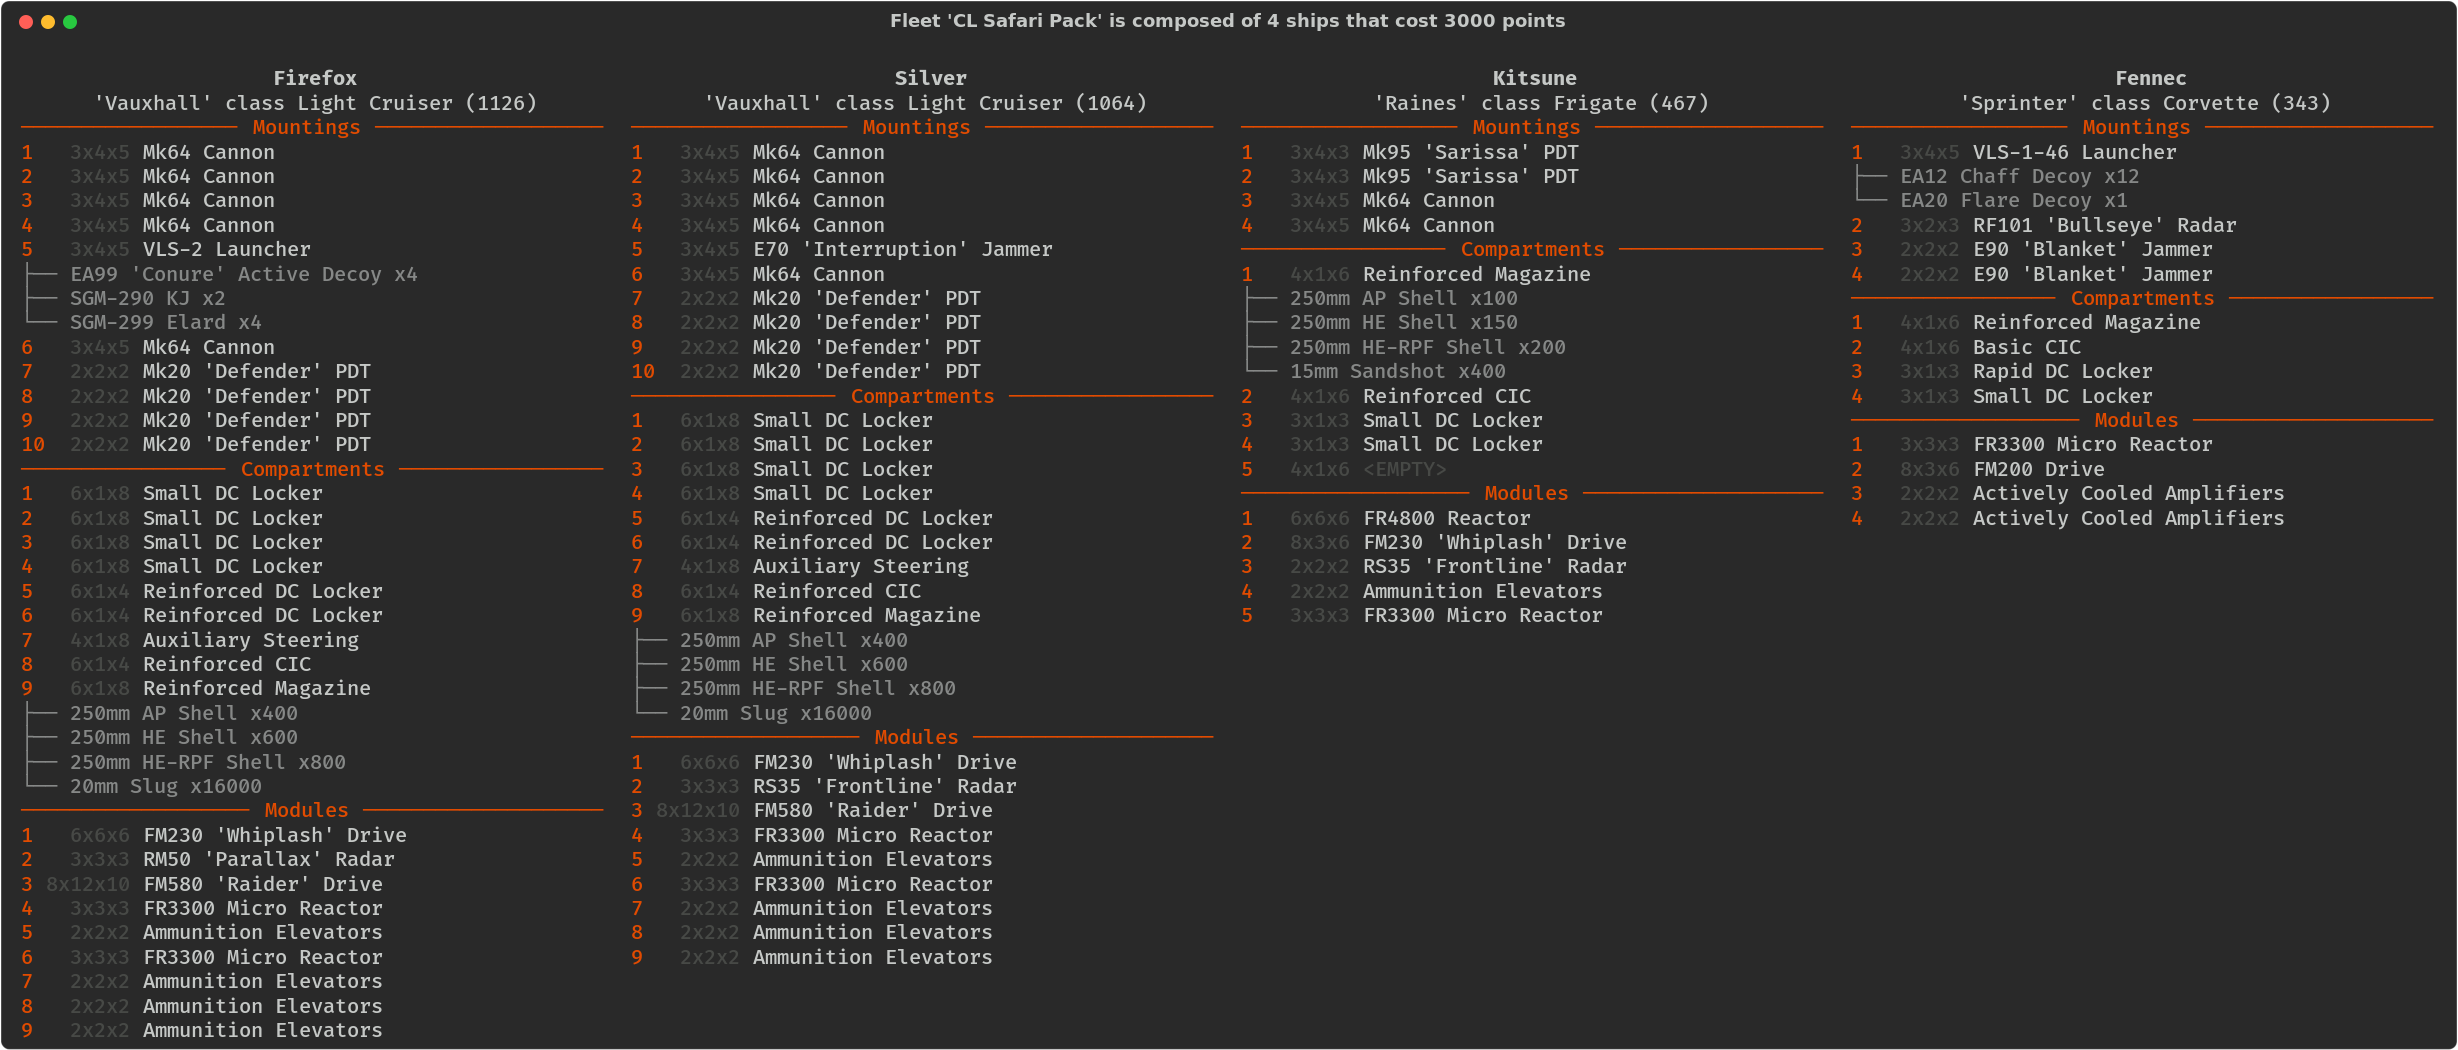 Fleet 'CL Safari Pack' is composed of 4 ships that cost 3000 points
Firefox
'Vauxhall' class Light Cruiser (1126)
Mountings
1 3x4x5 Mk64 Cannon
2 3x4x5 Mk64 Cannon
3 3x4x5 Mk64 Cannon
4 3x4x5 Mk64 Cannon
5 3x4x5 VLS-2 Launcher
EA99 'Conure' Active Decoy x4
SGM-290 KJ x2
SGM-299 Elard x4
6 3x4x5 Mk64 Cannon
7 2x2x2 Mk20 'Defender' PDT
8 2x2x2 Mk20 'Defender' PDT
9 2x2x2 Mk20 'Defender' PDT
10 2x2x2 Mk20 'Defender' PDT
Compartments
1 6x1x8 Small DC Locker
2 6x1x8 Small DC Locker
3 6x1x8 Small DC Locker
4 6x1x8 Small DC Locker
5 6x1x4 Reinforced DC Locker
6 6x1x4 Reinforced DC Locker
7 4x1x8 Auxiliary Steering
8 6x1x4 Reinforced CIC
9 6x1x8 Reinforced Magazine
250mm AP Shell x400
250mm HE Shell x600
250mm HE-RPF Shell x800
20mm Slug x16000
Modules
1 6x6x6 FM230 'Whiplash' Drive
2 3x3x3 RM50 'Parallax' Radar
3 8x12x10 FM580 'Raider' Drive
4 3x3x3 FR3300 Micro Reactor
5 2x2x2 Ammunition Elevators
6 3x3x3 FR3300 Micro Reactor
7 2x2x2 Ammunition Elevators
8 2x2x2 Ammunition Elevators
9 2x2x2 Ammunition Elevators
Silver
'Vauxhall' class Light Cruiser (1064)
Mountings
1 3x4x5 Mk64 Cannon
2 3x4x5 Mk64 Cannon
3 3x4x5 Mk64 Cannon
4 3x4x5 Mk64 Cannon
5 3x4x5 E70 'Interruption' Jammer
6 3x4x5 Mk64 Cannon
7 2x2x2 Mk20 'Defender' PDT
8 2x2x2 Mk20 'Defender' PDT
9 2x2x2 Mk20 'Defender' PDT
10 2x2x2 Mk20 'Defender' PDT
Compartments
1 6x1x8 Small DC Locker
2 6x1x8 Small DC Locker
3 6x1x8 Small DC Locker
4 6x1x8 Small DC Locker
5 6x1x4 Reinforced DC Locker
6 6x1x4 Reinforced DC Locker
7 4x1x8 Auxiliary Steering
8 6x1x4 Reinforced CIC
9 6x1x8 Reinforced Magazine
250mm AP Shell x400
250mm HE Shell x600
250mm HE-RPF Shell x800
20mm Slug x16000
Modules
1 6x6x6 FM230 'Whiplash' Drive
2 3x3x3 RS35 'Frontline' Radar
3 8x12x10 FM580 'Raider' Drive
4 3x3x3 FR3300 Micro Reactor
5 2x2x2 Ammunition Elevators
6 3x3x3 FR3300 Micro Reactor
7 2x2x2 Ammunition Elevators
8 2x2x2 Ammunition Elevators
9 2x2x2 Ammunition Elevators
Kitsune
'Raines' class Frigate (467)
Mountings
1 3x4x3 Mk95 'Sarissa' PDT
2 3x4x3 Mk95 'Sarissa' PDT
3 3x4x5 Mk64 Cannon
4 3x4x5 Mk64 Cannon
Compartments
1 4x1x6 Reinforced Magazine
250mm AP Shell x100
250mm HE Shell x150
250mm HE-RPF Shell x200
15mm Sandshot x400
2 4x1x6 Reinforced CIC
3 3x1x3 Small DC Locker
4 3x1x3 Small DC Locker
5 4x1x6 <EMPTY>
Modules
1 6x6x6 FR4800 Reactor
2 8x3x6 FM230 'Whiplash' Drive
3 2x2x2 RS35 'Frontline' Radar
4 2x2x2 Ammunition Elevators
5 3x3x3 FR3300 Micro Reactor
Fennec
'Sprinter' class Corvette (343)
Mountings
1 3x4x5 VLS-1-46 Launcher
EA12 Chaff Decoy x12
EA20 Flare Decoy x1
2 3x2x3 RF101 'Bullseye' Radar
3 2x2x2 E90 'Blanket' Jammer
4 2x2x2 E90 'Blanket' Jammer
Compartments
1 4x1x6 Reinforced Magazine
2 4x1x6 Basic CIC
3 3x1x3 Rapid DC Locker
4 3x1x3 Small DC Locker
Modules
1 3x3x3 FR3300 Micro Reactor
2 8x3x6 FM200 Drive
3 2x2x2 Actively Cooled Amplifiers
4 2x2x2 Actively Cooled Amplifiers